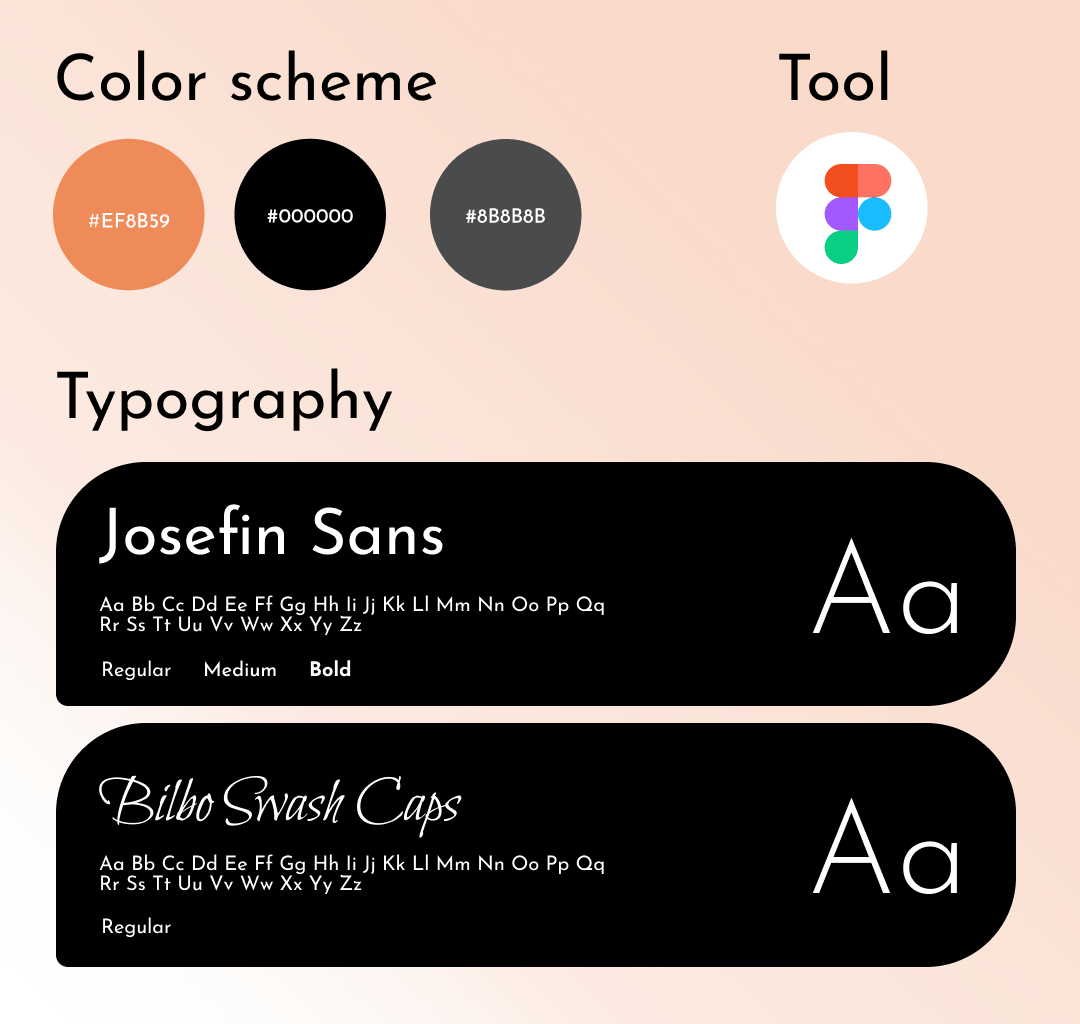 Color scheme
Tool
#EF8B59
#000000
#8B8B8B
Typography
Josefin Sans
Aa Bb Cc Dd Ee Ff Gg Hh Ii Jj Kk Ll Mm Nn Oo Pp Qq
Rr Ss Tt Uu Vv Ww Xx Yy Zz
Regular Medium Bold
Aa
Bilbo Swash Caps
Aa Bb Cc Dd Ee Ff Gg Hh Ii Jj Kk Ll Mm Nn Oo Pp Qq
Rr Ss Tt Uu Vv Ww Xx Yy Zz
Regular
Aa